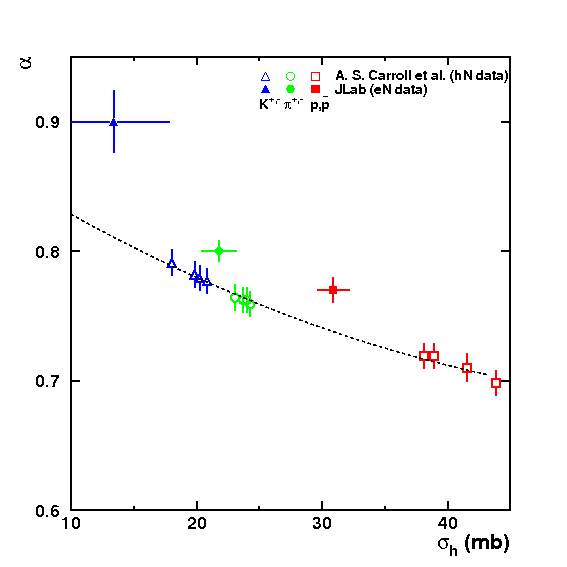 α
0.9
0.8
0.7
0.6
10
20
30
40
σh (mb)
A. S. Carroll et al. (hN data)
JLab (eN data)
K+,- π+,- p,p̄